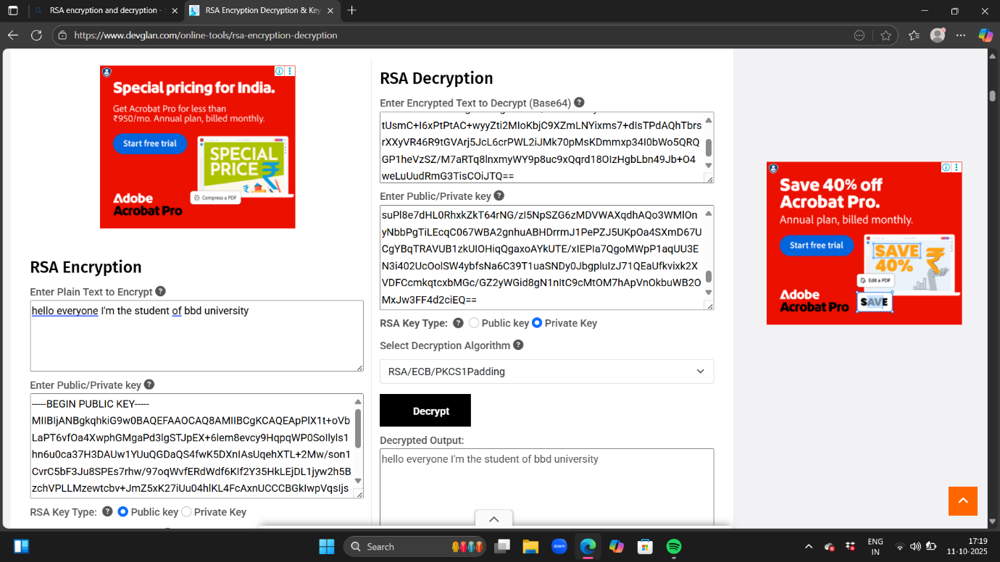 RSA encryption and decryption -
RSA Encryption Decryption & Key
https://www.devglan.com/online-tools/rsa-encryption-decryption
Special pricing for India.
Get Acrobat Pro for less than
₹950/mo. Annual plan, billed monthly.
Start free trial
SPECIAL
PRICE
Compress a PDF
Adobe
Acrobat Pro
RSA Encryption
Enter Plain Text to Encrypt
hello everyone I'm the student of bbd university
Enter Public/Private key
-----BEGIN PUBLIC KEY-----
MIIBIjANBgkqhkiG9w0BAQEFAAOCAQ8AMIIBCgKCAQEApPlX1t+oVb
LaPT6vfOa4XwphGMgaPd3lgSTJpEX+6lem8evcy9HqpqWP0SoIlyls1
hn6u0ca37H3DAUw1YUuQGDaQS4fwK5DXnIAsUqehXTL+2Mw/son1
CvrC5bF3Ju8SPEs7rhw/97oqWvfERdWdf6KIf2Y35HkLEjDL1jyw2h5B
zchVPLLMzewtcbv+JmZ5xK27iUu04hlKL4FcAxnUCCCBGkIwpVqsIjs
RSA Key Type:
Public key
Private Key
RSA Decryption
Enter Encrypted Text to Decrypt (Base64)
tUsmC+I6xPtPtAC+wyyZti2MIoKbjC9XZmLNYixms7+dIsTPdAQhTbrs
rXXyVR46R9tGVArj5JcL6crPWL2iJMk70pMsKDmmxp34I0bWo5QRQ
GP1heVzSZ/M7aRTq8lnxmyWY9p8uc9xQqrd18OIzHgbLbn49Jb+O4
weLuUudRmG3TisCOiJTQ==
Enter Public/Private key
suPl8e7dHL0RhxkZkT64rNG/zI5NpSZG6zMDVWAXqdhAQo3WMlOn
yNbbPgTiLEcqC067WBA2gnhuABHDrrmJ1PePZJ5UKpOa4SXmD67U
CgYBqTRAVUB1zkUIOHiqQgaxoAYkUTE/xIEPIa7QgoMWpP1aqUU3E
N3i402UcOolSW4ybfsNa6C39T1uaSNDy0JbgpluIzJ71QEaUfkvixk2X
VDFCcmkqtcxbMGc/GZ2yWGid8gN1nItC9cMtOM7hApVnOkbuWB2O
MxJw3FF4d2ciEQ==
RSA Key Type:
Public key
Private Key
Select Decryption Algorithm
RSA/ECB/PKCS1Padding
Decrypt
Decrypted Output:
hello everyone I'm the student of bbd university
Save 40% off
Acrobat Pro.
Annual plan, billed monthly.
Start free trial
SAVE
40%
Edit a PDF
SAVE
Adobe
Acrobat Pro
Search
zoom
ENG
IN
17:19
11-10-2025